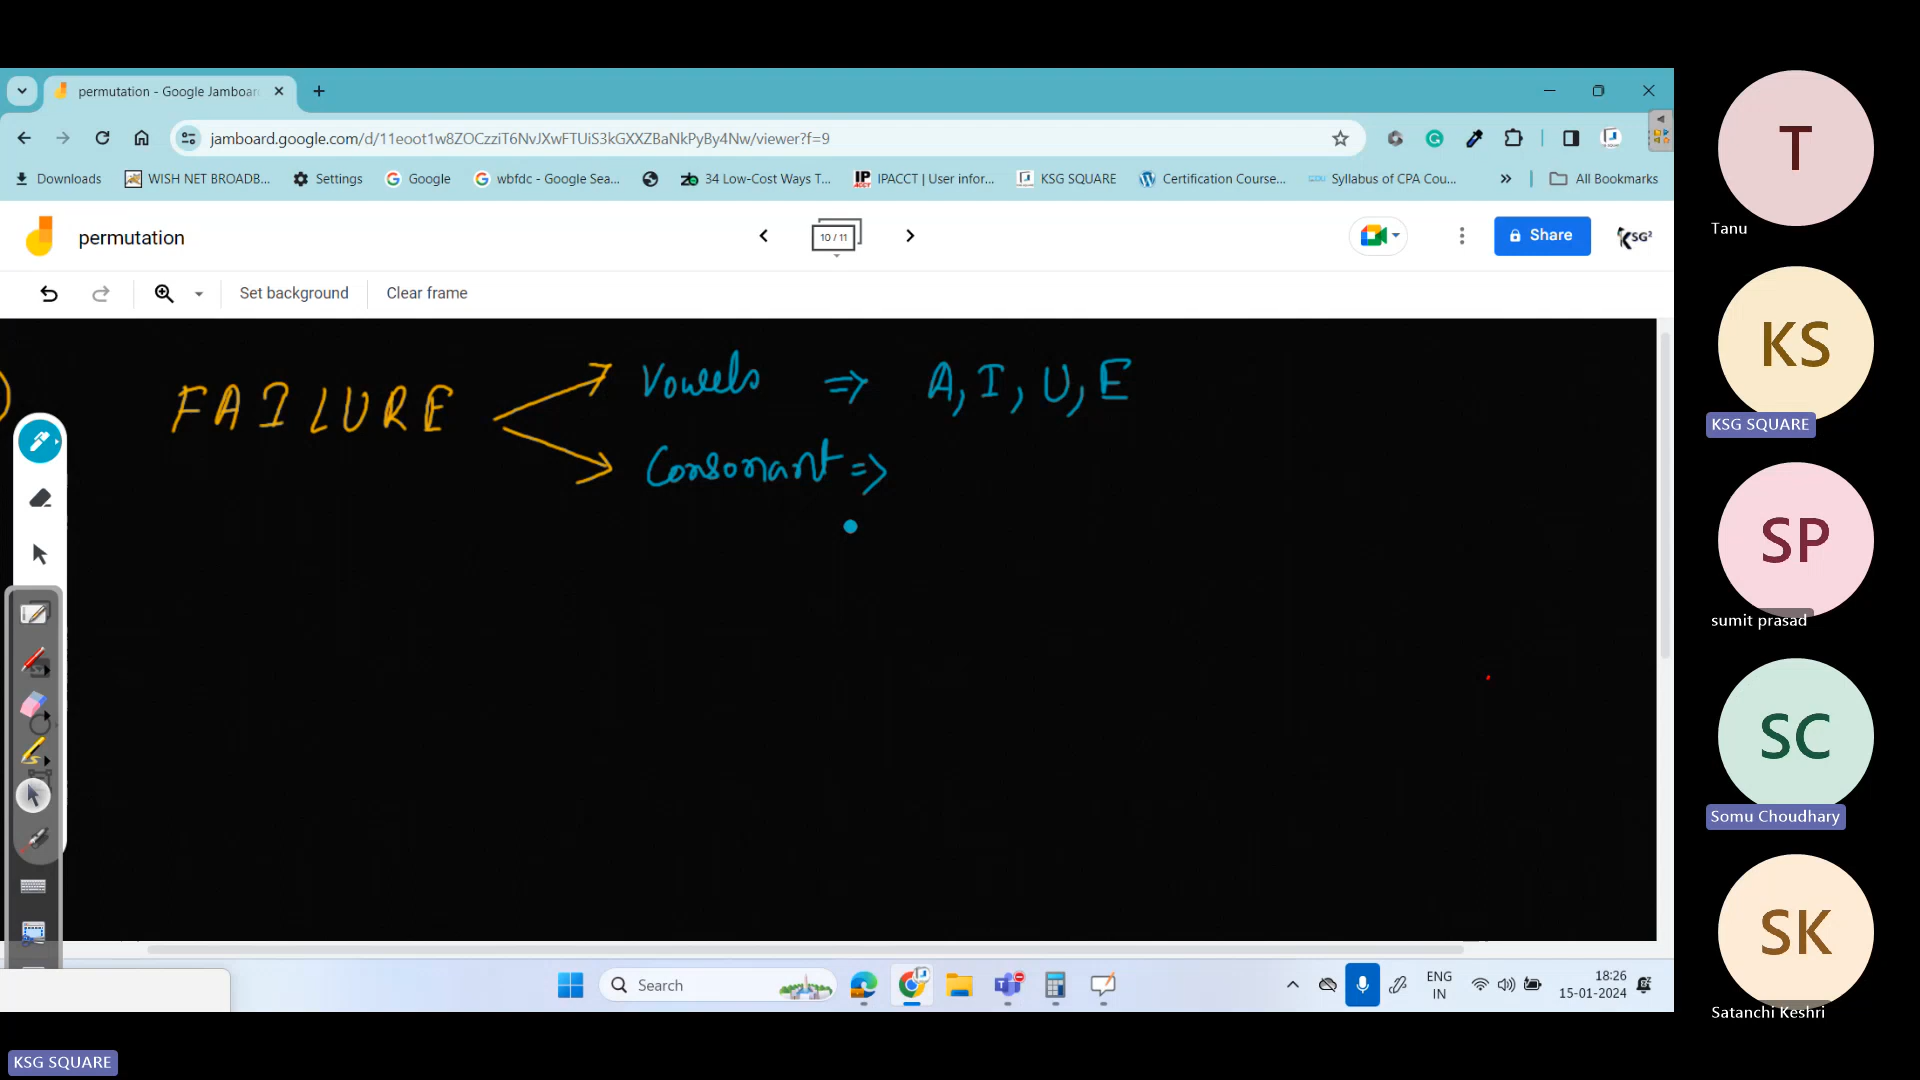 permutation - Google Jamboar
jamboard.google.com/d/11eoot1w8ZOCzziT6NvJXwFTUiS3kGXXZBaNkPyBy4Nw/viewer?f=9
Downloads WISH NET BROADB... Settings Google wbfdc - Google Sea... 34 Low-Cost Ways T... IPACCT | User infor... KSG SQUARE Certification Course... Syllabus of CPA Cou... » All Bookmarks
permutation 10 / 11 Share KSG²
Set background Clear frame
) FAILURE
Vowels => A, I, U, E
Consonant =>
T
Tanu
KS
KSG SQUARE
SP
sumit prasad
SC
Somu Choudhary
SK
Satanchi Keshri
Search ENG IN 18:26 15-01-2024
KSG SQUARE